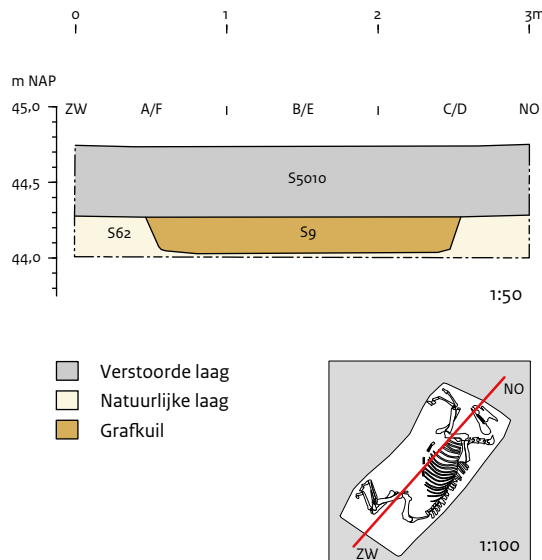 0 1 2 3m
m NAP
45,0 ZW A/F B/E C/D NO
S5010
44,5
S62 S9
44,0
1:50
Verstoorde laag
Natuurlijke laag
Grafkuil
NO
ZW
1:100